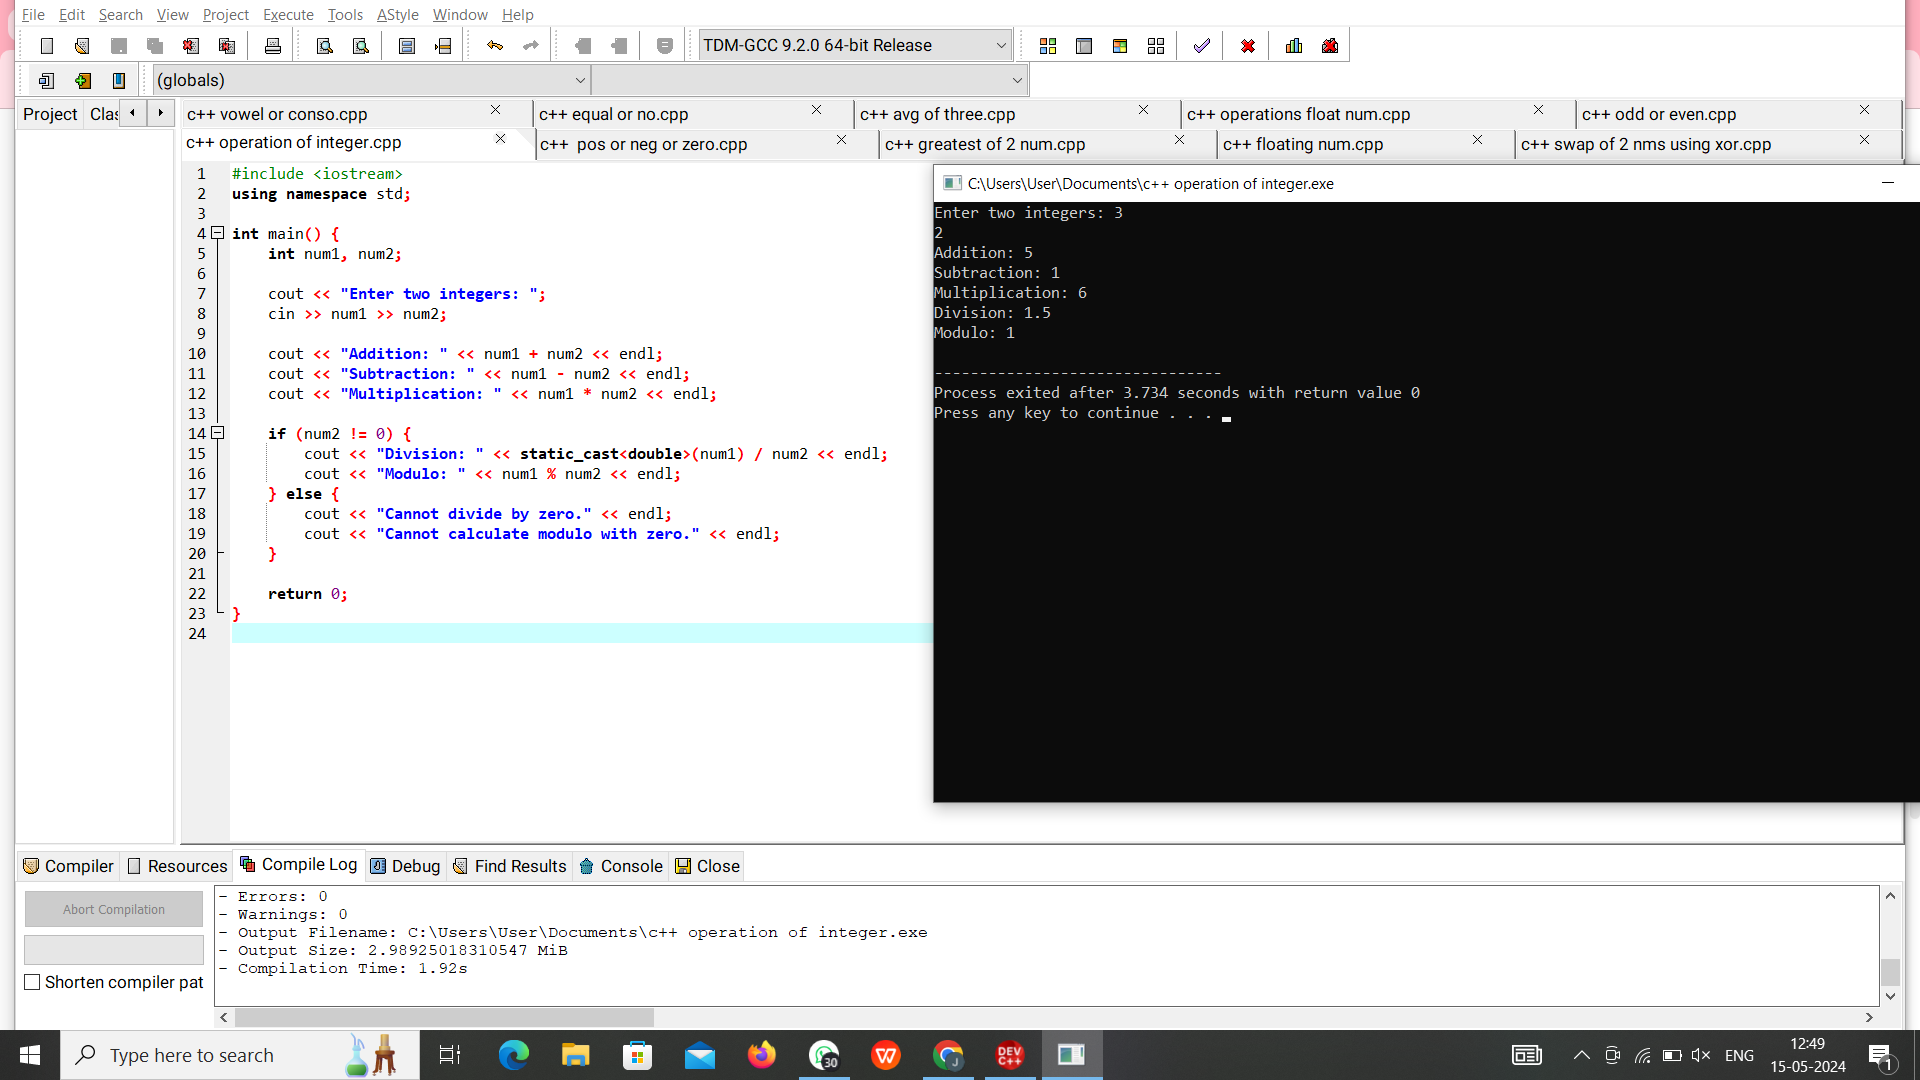 File Edit Search View Project Execute Tools AStyle Window Help
TDM-GCC 9.2.0 64-bit Release
(globals)
Project Clas
c++ vowel or conso.cpp c++ equal or no.cpp c++ avg of three.cpp c++ operations float num.cpp c++ odd or even.cpp
c++ operation of integer.cpp c++  pos or neg or zero.cpp c++ greatest of 2 num.cpp c++ floating num.cpp c++ swap of 2 nms using xor.cpp
1 #include <iostream>
2 using namespace std;
3
4 int main() {
5     int num1, num2;
6
7     cout << "Enter two integers: ";
8     cin >> num1 >> num2;
9
10     cout << "Addition: " << num1 + num2 << endl;
11     cout << "Subtraction: " << num1 - num2 << endl;
12     cout << "Multiplication: " << num1 * num2 << endl;
13
14     if (num2 != 0) {
15         cout << "Division: " << static_cast<double>(num1) / num2 << endl;
16         cout << "Modulo: " << num1 % num2 << endl;
17     } else {
18         cout << "Cannot divide by zero." << endl;
19         cout << "Cannot calculate modulo with zero." << endl;
20     }
21
22     return 0;
23 }
24
C:\Users\User\Documents\c++ operation of integer.exe
Enter two integers: 3
2
Addition: 5
Subtraction: 1
Multiplication: 6
Division: 1.5
Modulo: 1
--------------------------------
Process exited after 3.734 seconds with return value 0
Press any key to continue . . .
Compiler Resources Compile Log Debug Find Results Console Close
Abort Compilation
Shorten compiler pat
- Errors: 0
- Warnings: 0
- Output Filename: C:\Users\User\Documents\c++ operation of integer.exe
- Output Size: 2.98925018310547 MiB
- Compilation Time: 1.92s
Type here to search
30
W
J
DEV C++
ENG
12:49
15-05-2024
1